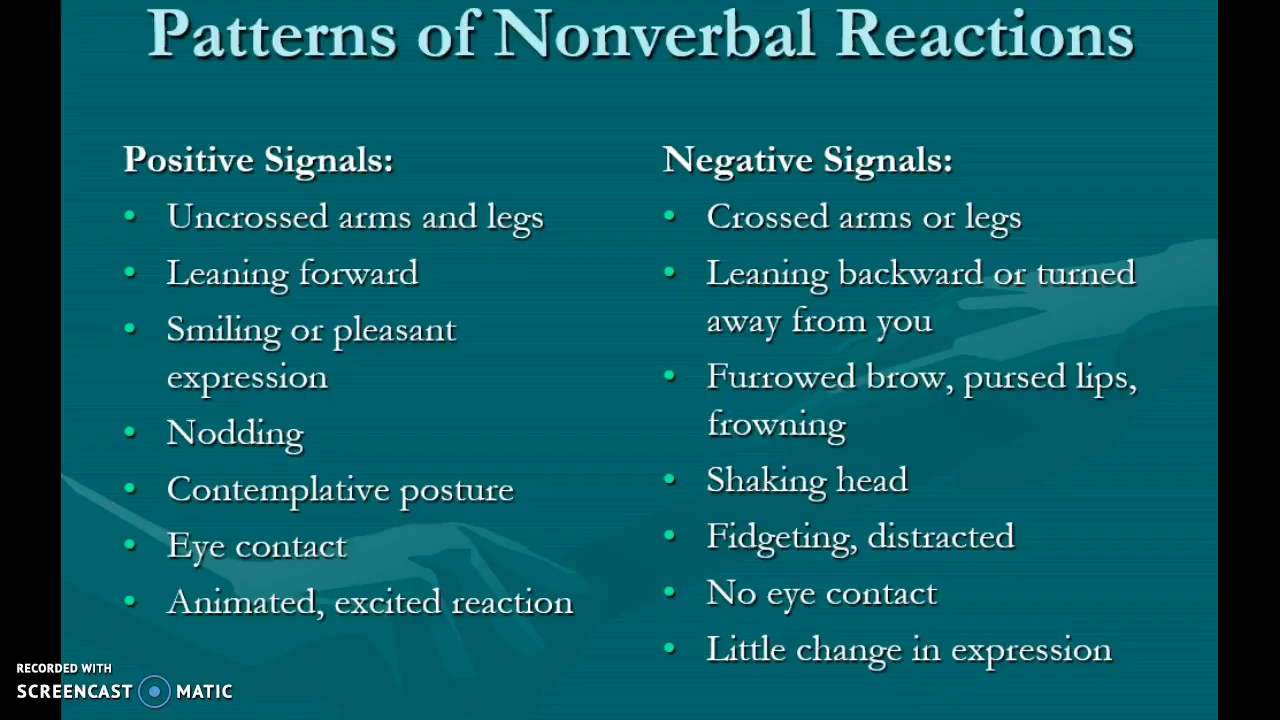 Patterns of Nonverbal Reactions
Positive Signals:
• Uncrossed arms and legs
• Leaning forward
• Smiling or pleasant
expression
• Nodding
• Contemplative posture
• Eye contact
• Animated, excited reaction
Negative Signals:
• Crossed arms or legs
• Leaning backward or turned
away from you
• Furrowed brow, pursed lips,
frowning
• Shaking head
• Fidgeting, distracted
• No eye contact
• Little change in expression
RECORDED WITH
SCREENCAST MATIC